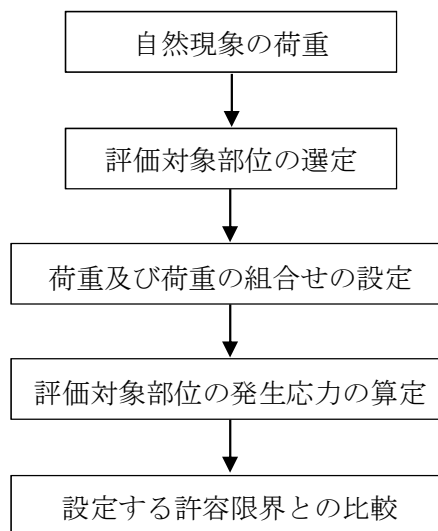 自然現象の荷重
評価対象部位の選定
荷重及び荷重の組合せの設定
評価対象部位の発生応力の算定
設定する許容限界との比較